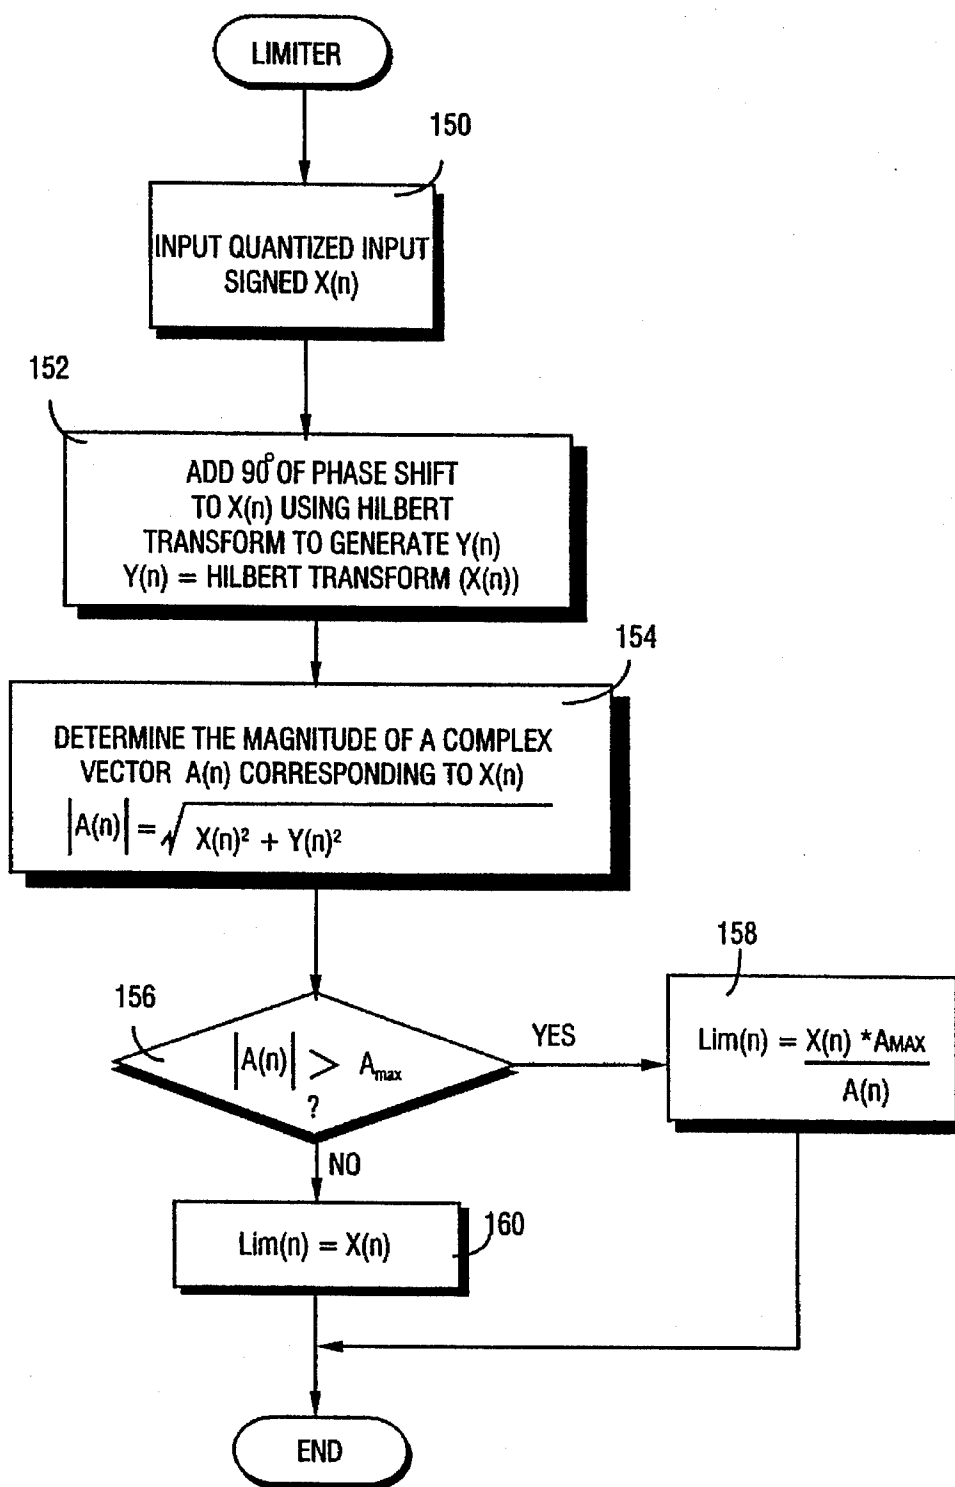 LIMITER
150
INPUT QUANTIZED INPUT
SIGNED X(n)
152
ADD 90° OF PHASE SHIFT
TO X(n) USING HILBERT
TRANSFORM TO GENERATE Y(n)
Y(n) = HILBERT TRANSFORM (X(n))
154
DETERMINE THE MAGNITUDE OF A COMPLEX
VECTOR A(n) CORRESPONDING TO X(n)
|A(n)| = √X(n)² + Y(n)²
156
|A(n)| > Amax
?
YES
158
Lim(n) = X(n) *AMAX
A(n)
NO
160
Lim(n) = X(n)
END